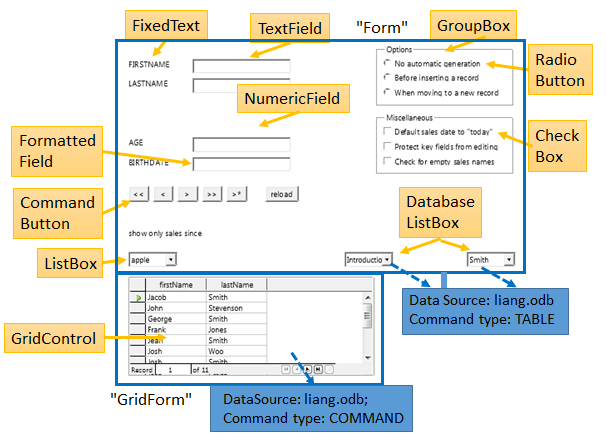 FixedText
TextField
"Form"
GroupBox
FIRSTNAME
LASTNAME
Options
No automatic generation
Before inserting a record
When moving to a new record
Radio
Button
NumericField
Miscellaneous
Default sales date to "today"
Protect key fields from editing
Check for empty sales names
Check
Box
Formatted
Field
AGE
BIRTHDATE
Command
Button
<< < > >> >* reload
Database
ListBox
show only sales since
ListBox
apple
Introductio
Smith
Data Source: liang.odb
Command type: TABLE
firstName lastName
Jacob Smith
John Stevenson
George Smith
Frank Jones
Jean Smith
Josh Woo
Josh Smith
Record 1 of 11
GridControl
"GridForm"
DataSource: liang.odb;
Command type: COMMAND